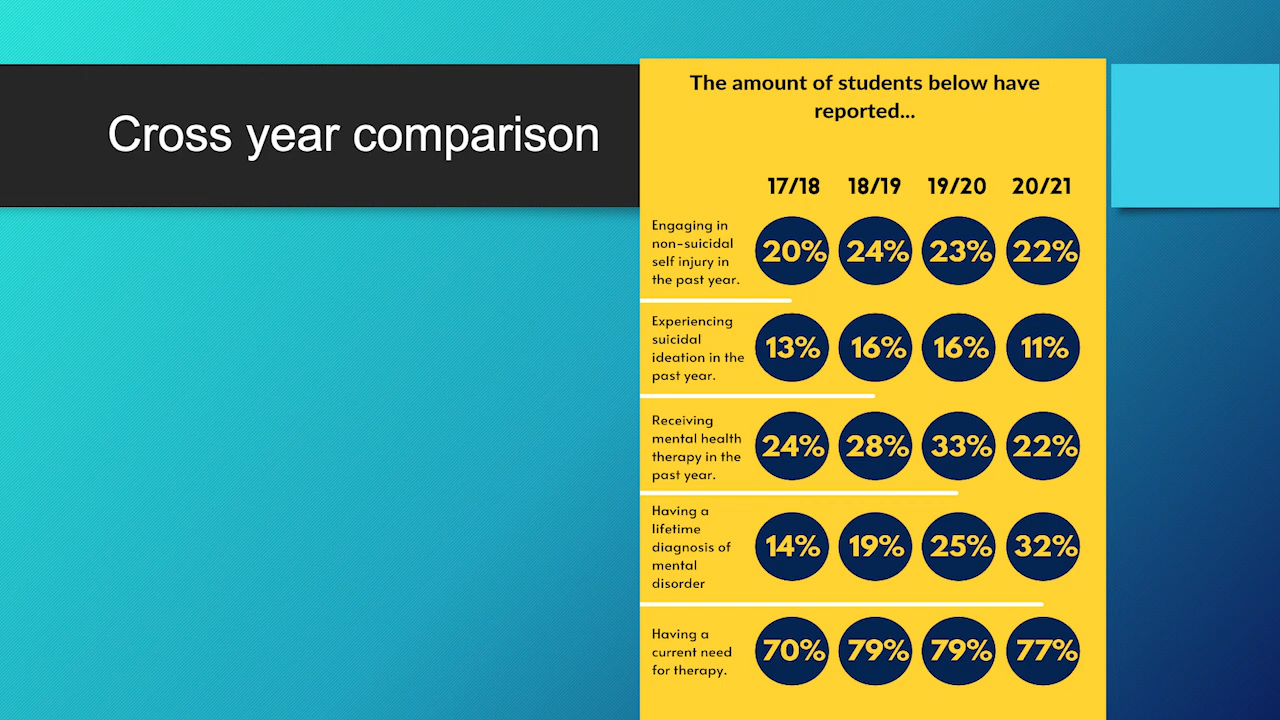 Cross year comparison
The amount of students below have
reported...
17/18 18/19 19/20 20/21
Engaging in
non-suicidal
self injury in
the past year.
20% 24% 23% 22%
Experiencing
suicidal
ideation in the
past year.
13% 16% 16% 11%
Receiving
mental health
therapy in the
past year.
24% 28% 33% 22%
Having a
lifetime
diagnosis of
mental
disorder
14% 19% 25% 32%
Having a
current need
for therapy.
70% 79% 79% 77%